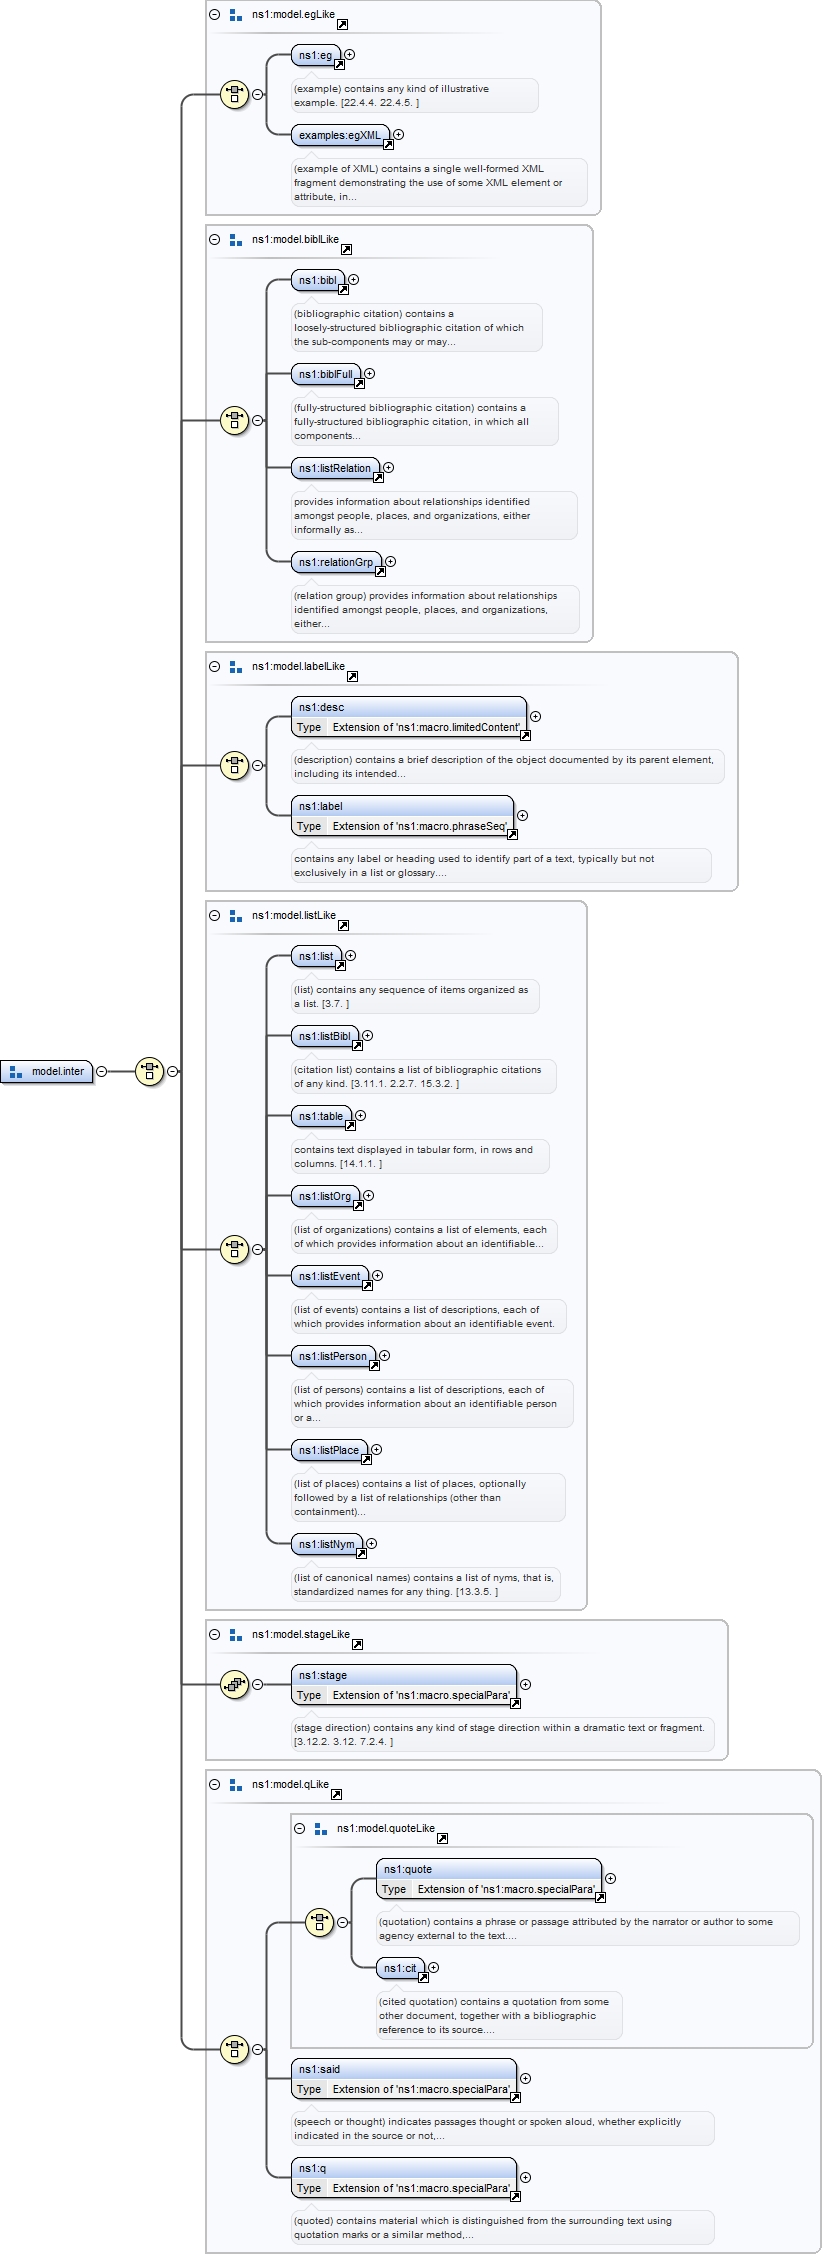 ns1:model.egLike
ns1:eg
(example) contains any kind of illustrative
example. [22.4.4. 22.4.5. ]
examples:egXML
(example of XML) contains a single well-formed XML
fragment demonstrating the use of some XML element or
attribute, in...
ns1:model.biblLike
ns1:bibl
(bibliographic citation) contains a
loosely-structured bibliographic citation of which
the sub-components may or may...
ns1:biblFull
(fully-structured bibliographic citation) contains a
fully-structured bibliographic citation, in which all
components...
ns1:listRelation
provides information about relationships identified
amongst people, places, and organizations, either
informally as...
ns1:relationGrp
(relation group) provides information about relationships
identified amongst people, places, and organizations,
either...
ns1:model.labelLike
ns1:desc
Type Extension of 'ns1:macro.limitedContent'
(description) contains a brief description of the object documented by its parent element,
including its intended...
ns1:label
Type Extension of 'ns1:macro.phraseSeq'
contains any label or heading used to identify part of a text, typically but not
exclusively in a list or glossary....
ns1:model.listLike
ns1:list
(list) contains any sequence of items organized as
a list. [3.7. ]
ns1:listBibl
(citation list) contains a list of bibliographic citations
of any kind. [3.11.1. 2.2.7. 15.3.2. ]
model.inter
ns1:table
contains text displayed in tabular form, in rows and
columns. [14.1.1. ]
ns1:listOrg
(list of organizations) contains a list of elements, each
of which provides information about an identifiable...
ns1:listEvent
(list of events) contains a list of descriptions, each of
which provides information about an identifiable event.
ns1:listPerson
(list of persons) contains a list of descriptions, each of
which provides information about an identifiable person
or a...
ns1:listPlace
(list of places) contains a list of places, optionally
followed by a list of relationships (other than
containment)...
ns1:listNym
(list of canonical names) contains a list of nyms, that is,
standardized names for any thing. [13.3.5. ]
ns1:model.stageLike
ns1:stage
Type Extension of 'ns1:macro.specialPara'
(stage direction) contains any kind of stage direction within a dramatic text or fragment.
[3.12.2. 3.12. 7.2.4. ]
ns1:model.qLike
ns1:model.quoteLike
ns1:quote
Type Extension of 'ns1:macro.specialPara'
(quotation) contains a phrase or passage attributed by the narrator or author to some
agency external to the text....
ns1:cit
(cited quotation) contains a quotation from some
other document, together with a bibliographic
reference to its source....
ns1:said
Type Extension of 'ns1:macro.specialPara'
(speech or thought) indicates passages thought or spoken aloud, whether explicitly
indicated in the source or not,...
ns1:q
Type Extension of 'ns1:macro.specialPara'
(quoted) contains material which is distinguished from the surrounding text using
quotation marks or a similar method,...